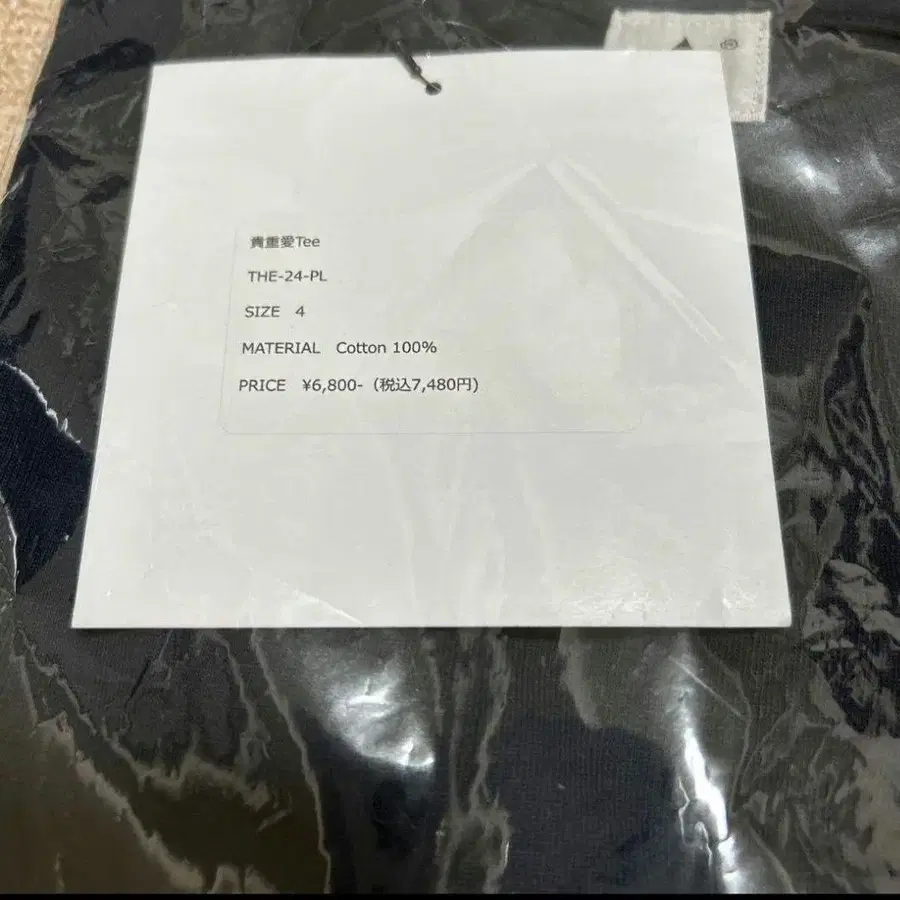 ®
貴重愛Tee
THE-24-PL
SIZE 4
MATERIAL Cotton 100%
PRICE ¥6,800-（税込7,480円)